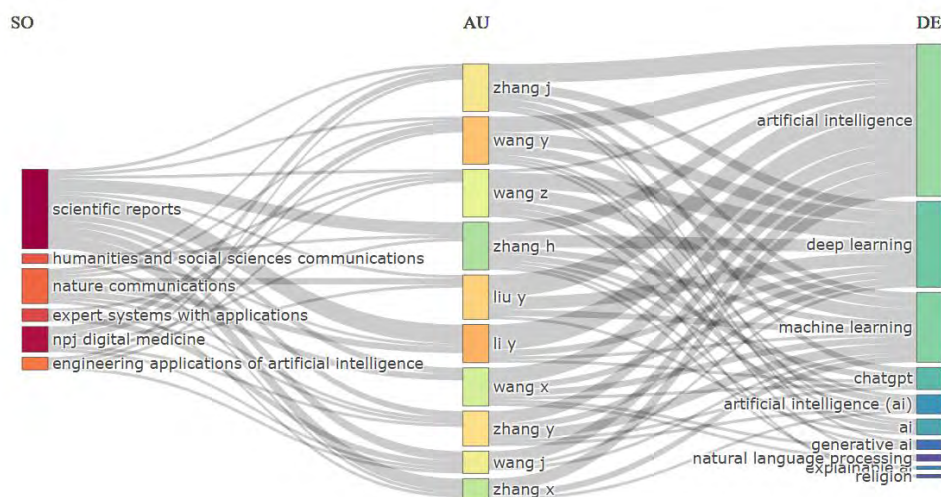 SO
AU
DE
scientific reports
humanities and social sciences communications
nature communications
expert systems with applications
npj digital medicine
engineering applications of artificial intelligence
zhang j
wang y
wang z
zhang h
liu y
li y
wang x
zhang y
wang j
zhang x
artificial intelligence
deep learning
machine learning
chatgpt
artificial intelligence (ai)
ai
generative ai
natural language processing
explainable ai
religion